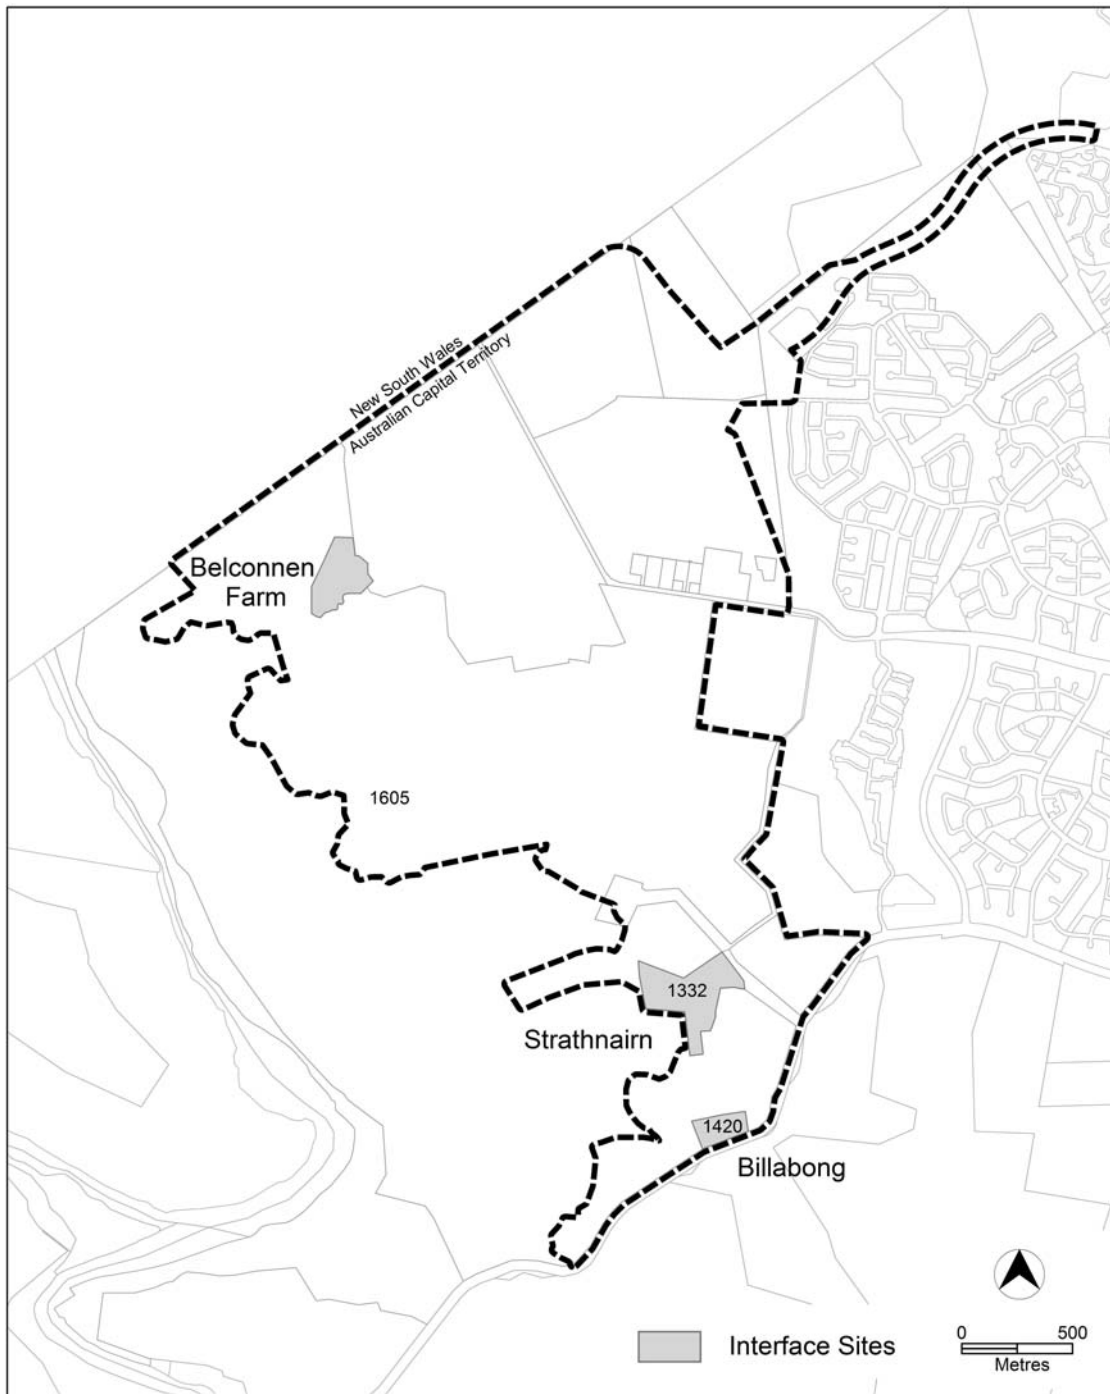 New South Wales
Australian Capital Territory
Belconnen
Farm
1605
1332
Strathnairn
1420
Billabong
Interface Sites
0 500
Metres